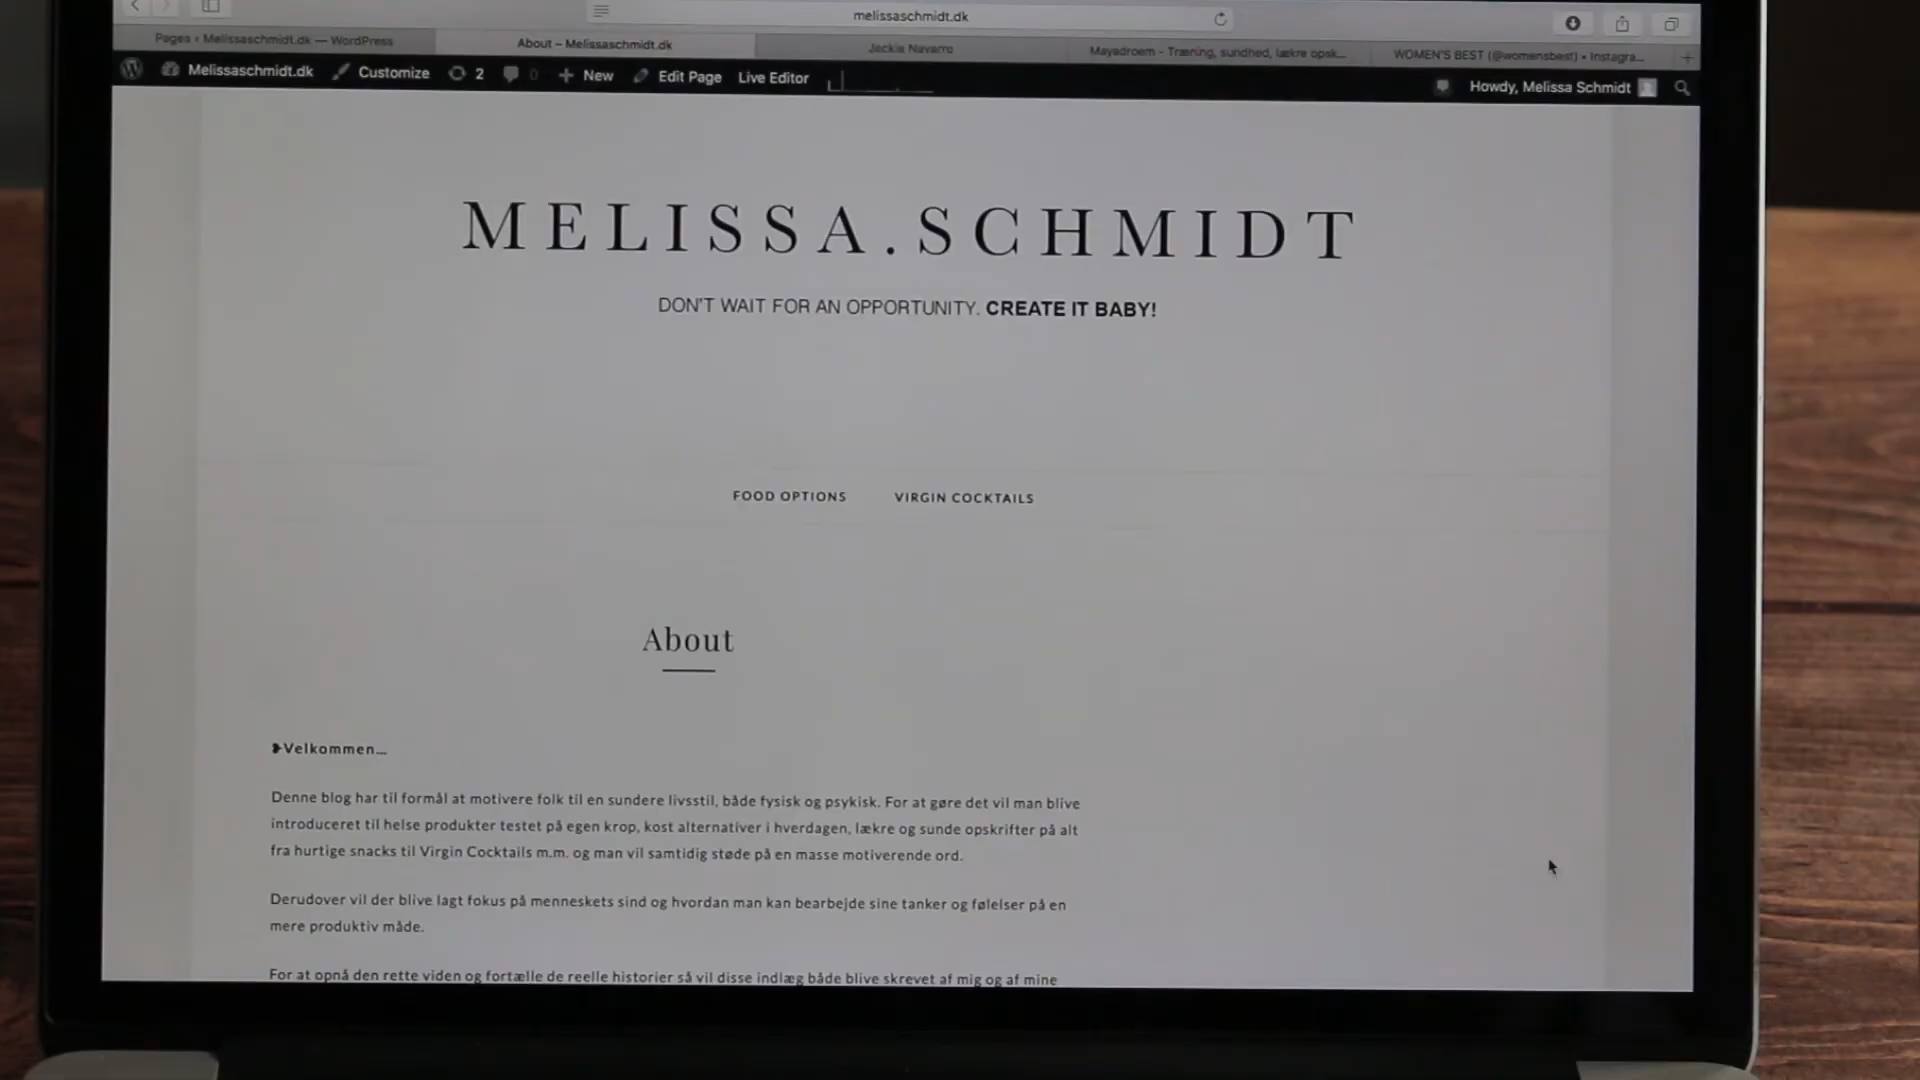 melissaschmidt.dk
Pages ‹ Melissaschmidt.dk — WordPress
About – Melissaschmidt.dk
Jackie Navarro
Mayadroem - Træning, sundhed, lækre opsk...
WOMEN'S BEST (@womensbest) • Instagra...
Melissaschmidt.dk
Customize
2
0
New
Edit Page
Live Editor
Howdy, Melissa Schmidt
MELISSA.SCHMIDT
DON'T WAIT FOR AN OPPORTUNITY. CREATE IT BABY!
FOOD OPTIONS
VIRGIN COCKTAILS
About
❥Velkommen...
Denne blog har til formål at motivere folk til en sundere livsstil, både fysisk og psykisk. For at gøre det vil man blive
introduceret til helse produkter testet på egen krop, kost alternativer i hverdagen, lækre og sunde opskrifter på alt
fra hurtige snacks til Virgin Cocktails m.m. og man vil samtidig støde på en masse motiverende ord.
Derudover vil der blive lagt fokus på menneskets sind og hvordan man kan bearbejde sine tanker og følelser på en
mere produktiv måde.
For at opnå den rette viden og fortælle de reelle historier så vil disse indlæg både blive skrevet af mig og af mine